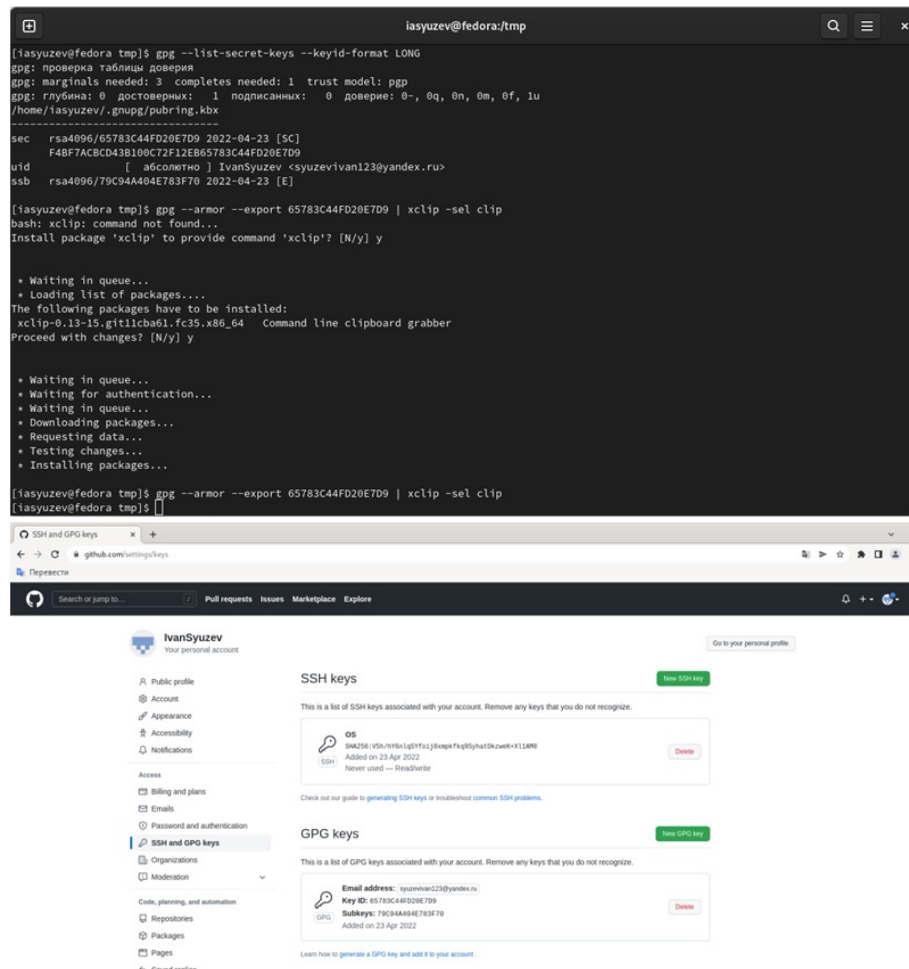 iasyuzev@fedora:/tmp
[iasyuzev@fedora tmp]$ gpg --list-secret-keys --keyid-format LONG
gpg: проверка таблицы доверия
gpg: marginals needed: 3  completes needed: 1  trust model: pgp
gpg: глубина: 0  достоверных:   1  подписанных:   0  доверие: 0-, 0q, 0n, 0m, 0f, 1u
/home/iasyuzev/.gnupg/pubring.kbx
--------------------------------
sec   rsa4096/65783C44FD20E7D9 2022-04-23 [SC]
F4BF7ACBCD43B100C72F12EB65783C44FD20E7D9
uid   [  абсолютно ] IvanSyuzev <syuzevivan123@yandex.ru>
ssb   rsa4096/79C94A404E783F70 2022-04-23 [E]
[iasyuzev@fedora tmp]$ gpg --armor --export 65783C44FD20E7D9 | xclip -sel clip
bash: xclip: command not found...
Install package 'xclip' to provide command 'xclip'? [N/y] y
* Waiting in queue...
* Loading list of packages....
The following packages have to be installed:
xclip-0.13-15.git11cba61.fc35.x86_64   Command line clipboard grabber
Proceed with changes? [N/y] y
* Waiting in queue...
* Waiting for authentication...
* Waiting in queue...
* Downloading packages...
* Requesting data...
* Testing changes...
* Installing packages...
[iasyuzev@fedora tmp]$ gpg --armor --export 65783C44FD20E7D9 | xclip -sel clip
[iasyuzev@fedora tmp]$
SSH and GPG keys
github.com/settings/keys
Перевести
Search or jump to... / Pull requests Issues Marketplace Explore
IvanSyuzev
Your personal account
Go to your personal profile
Public profile
Account
Appearance
Accessibility
Notifications
Access
Billing and plans
Emails
Password and authentication
SSH and GPG keys
Organizations
Moderation
Code, planning, and automation
Repositories
Packages
Pages
Saved replies
SSH keys
New SSH key
This is a list of SSH keys associated with your account. Remove any keys that you do not recognize.
OS
SSH
Added on 23 Apr 2022
Never used — Read/write
Delete
Check out our guide to generating SSH keys or troubleshoot common SSH problems.
GPG keys
New GPG key
This is a list of GPG keys associated with your account. Remove any keys that you do not recognize.
Email address: syuzevivan123@yandex.ru
Key ID: 65783C44FD20E7D9
GPG
Subkeys: 79C94A404E783F70
Added on 23 Apr 2022
Delete
Learn how to generate a GPG key and add it to your account .